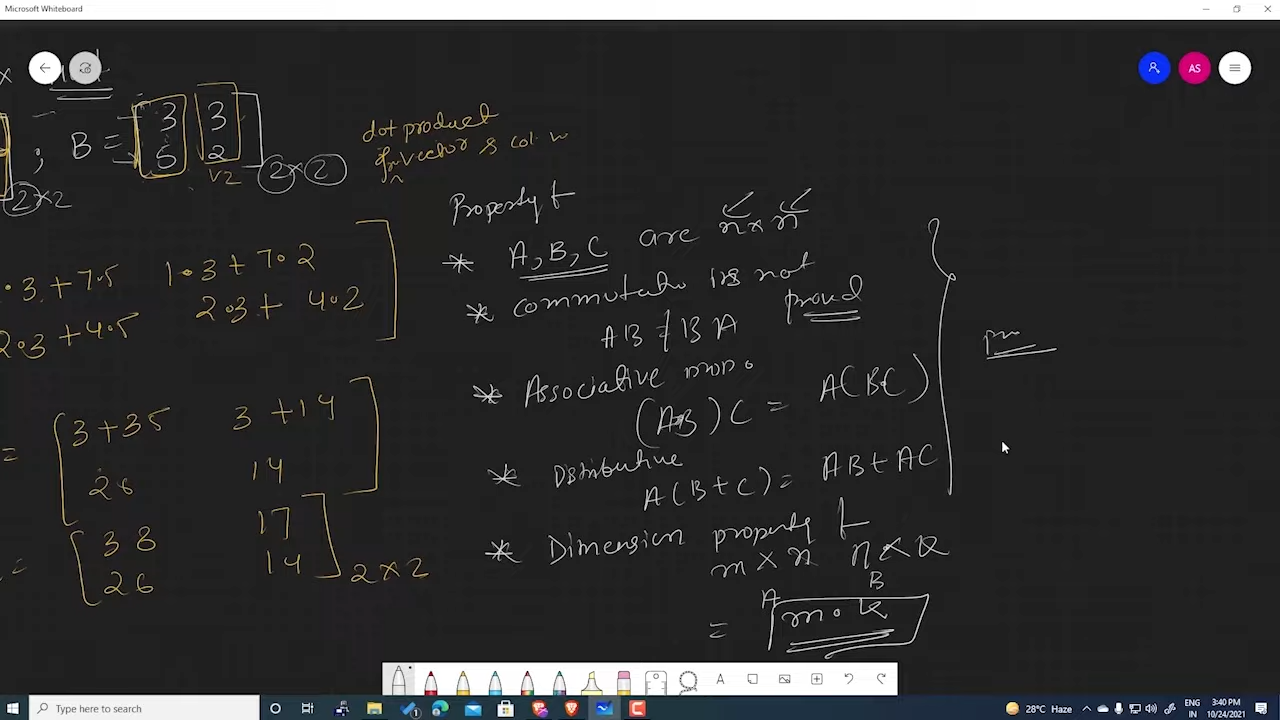 Microsoft Whiteboard
AS
; B = 3 3
5 2
2×2
V2
2×2
dot product
vector & col v
Property
* A, B, C are n×n
* commutative is not
proud
AB ≠ BA
* Associative
(AB)C = A(BC)
* Dstributive
A(B+C) = AB + AC
* Dimension property
m×n n×k
A B
= m·k
·3+7·5 1·3+7·2
2·3+4·5 2·3+ 4·2
= 3+35 3+14
26 14
= 38 17
26 14
2×2
Type here to search
28°C Haze
ENG
IN
3:40 PM
10/24/2021